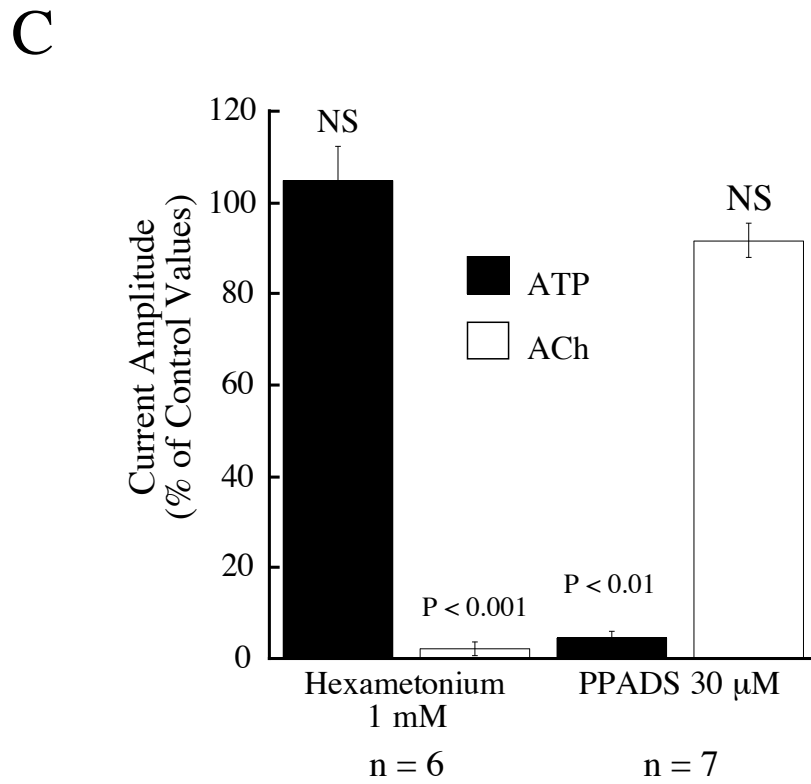 C
120
100
80
60
40
20
0
Current Amplitude
(% of Control Values)
NS
NS
ATP
ACh
P < 0.001
P < 0.01
Hexametonium
1 mM
PPADS 30 μM
n = 6
n = 7